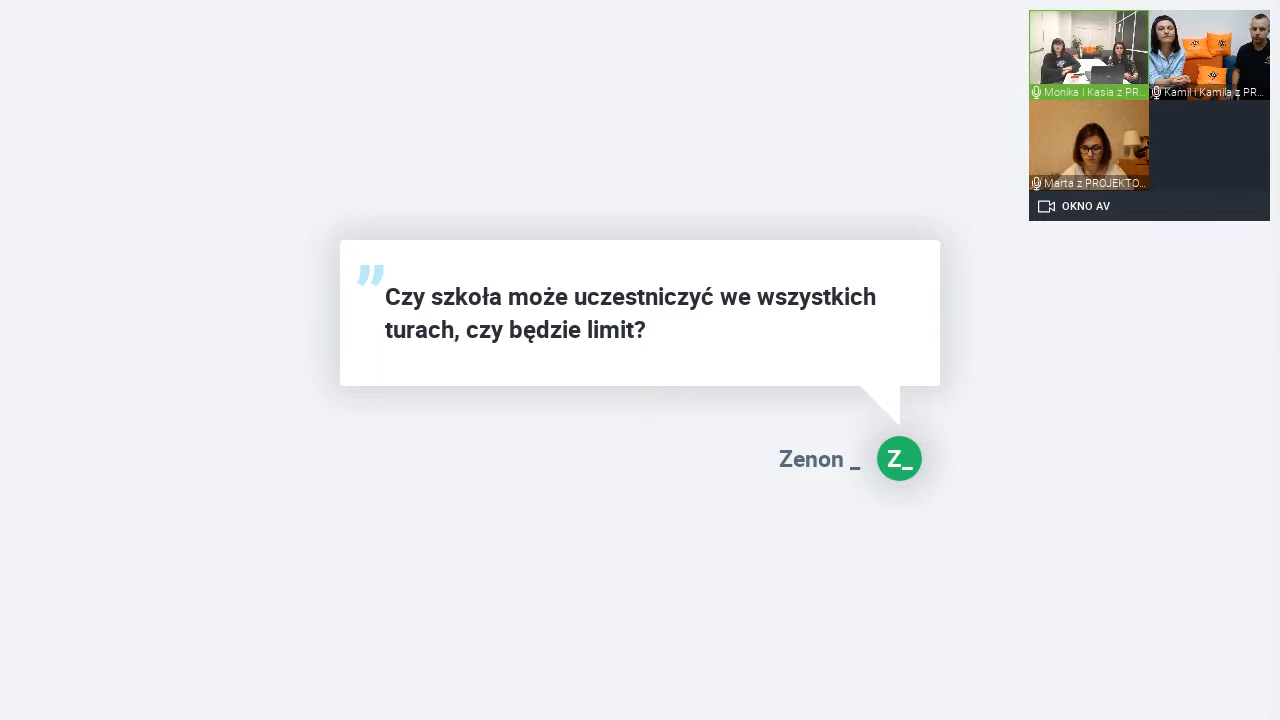 Monika i Kasia z PR...
Kamil i Kamila z PR...
Marta z PROJEKTO...
OKNO AV
”
Czy szkoła może uczestniczyć we wszystkich
turach, czy będzie limit?
Zenon _
Z_